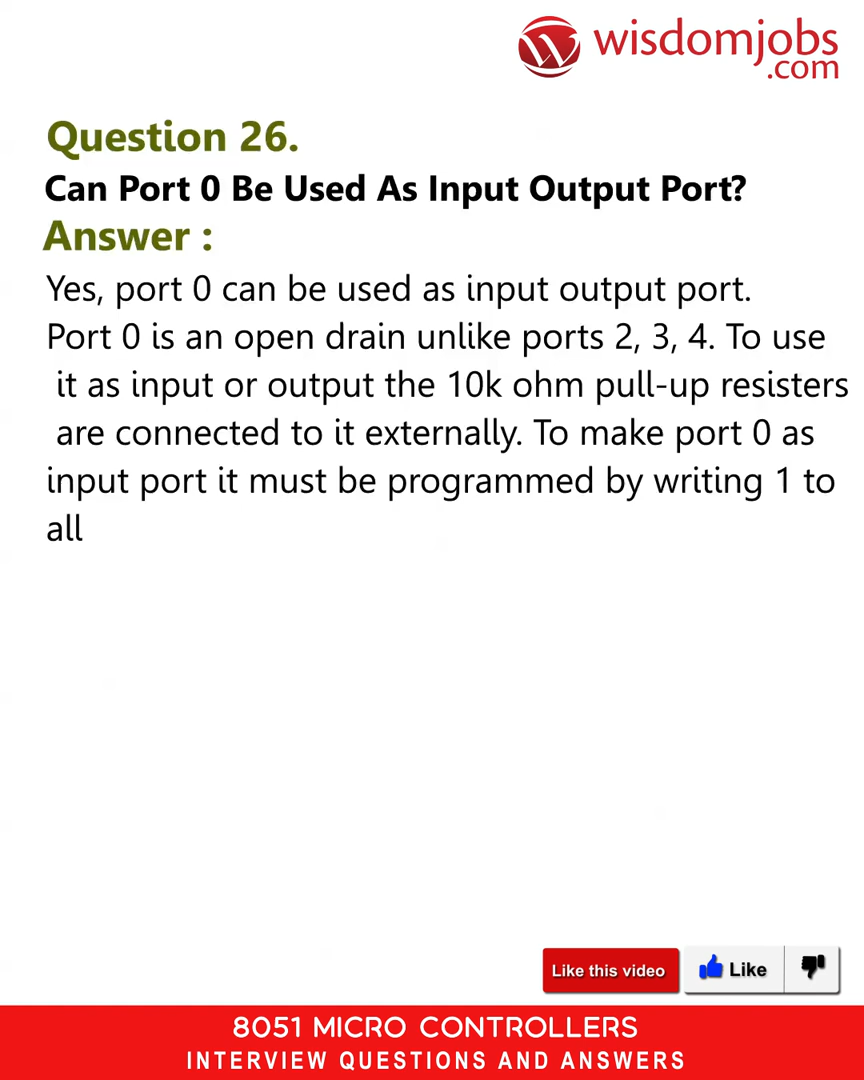 wisdomjobs
.com
Question 26.
Can Port 0 Be Used As Input Output Port?
Answer :
Yes, port 0 can be used as input output port.
Port 0 is an open drain unlike ports 2, 3, 4. To use
it as input or output the 10k ohm pull-up resisters
are connected to it externally. To make port 0 as
input port it must be programmed by writing 1 to
all
Like this video
Like
8051 MICRO CONTROLLERS
INTERVIEW QUESTIONS AND ANSWERS